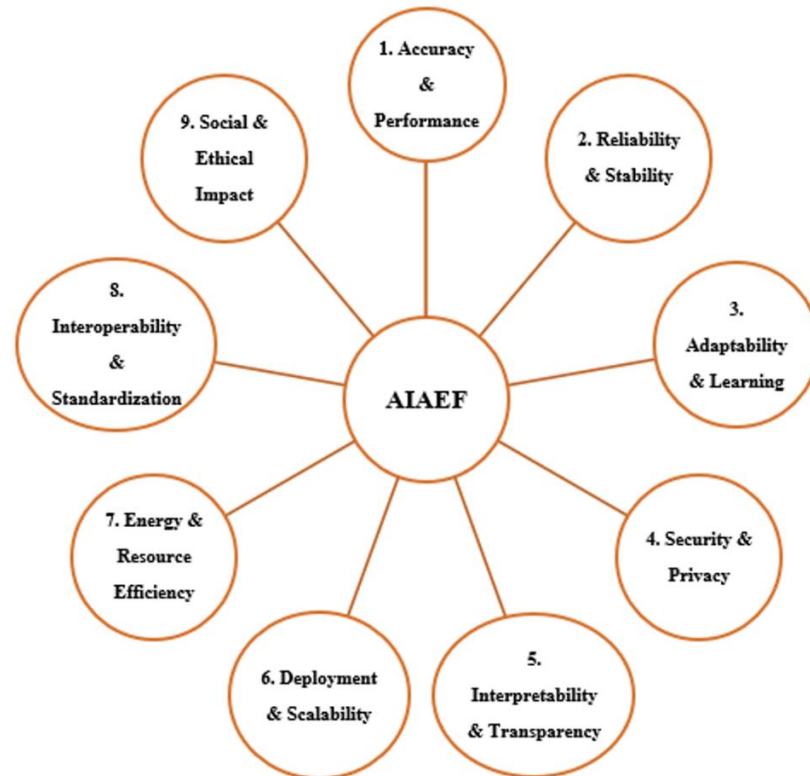 1. Accuracy
&
Performance
2. Reliability
& Stability
3.
Adaptability
& Learning
4. Security &
Privacy
5.
Interpretability
& Transparency
6. Deployment
& Scalability
7. Energy &
Resource
Efficiency
8.
Interoperability
&
Standardization
9. Social &
Ethical
Impact
AIAEF